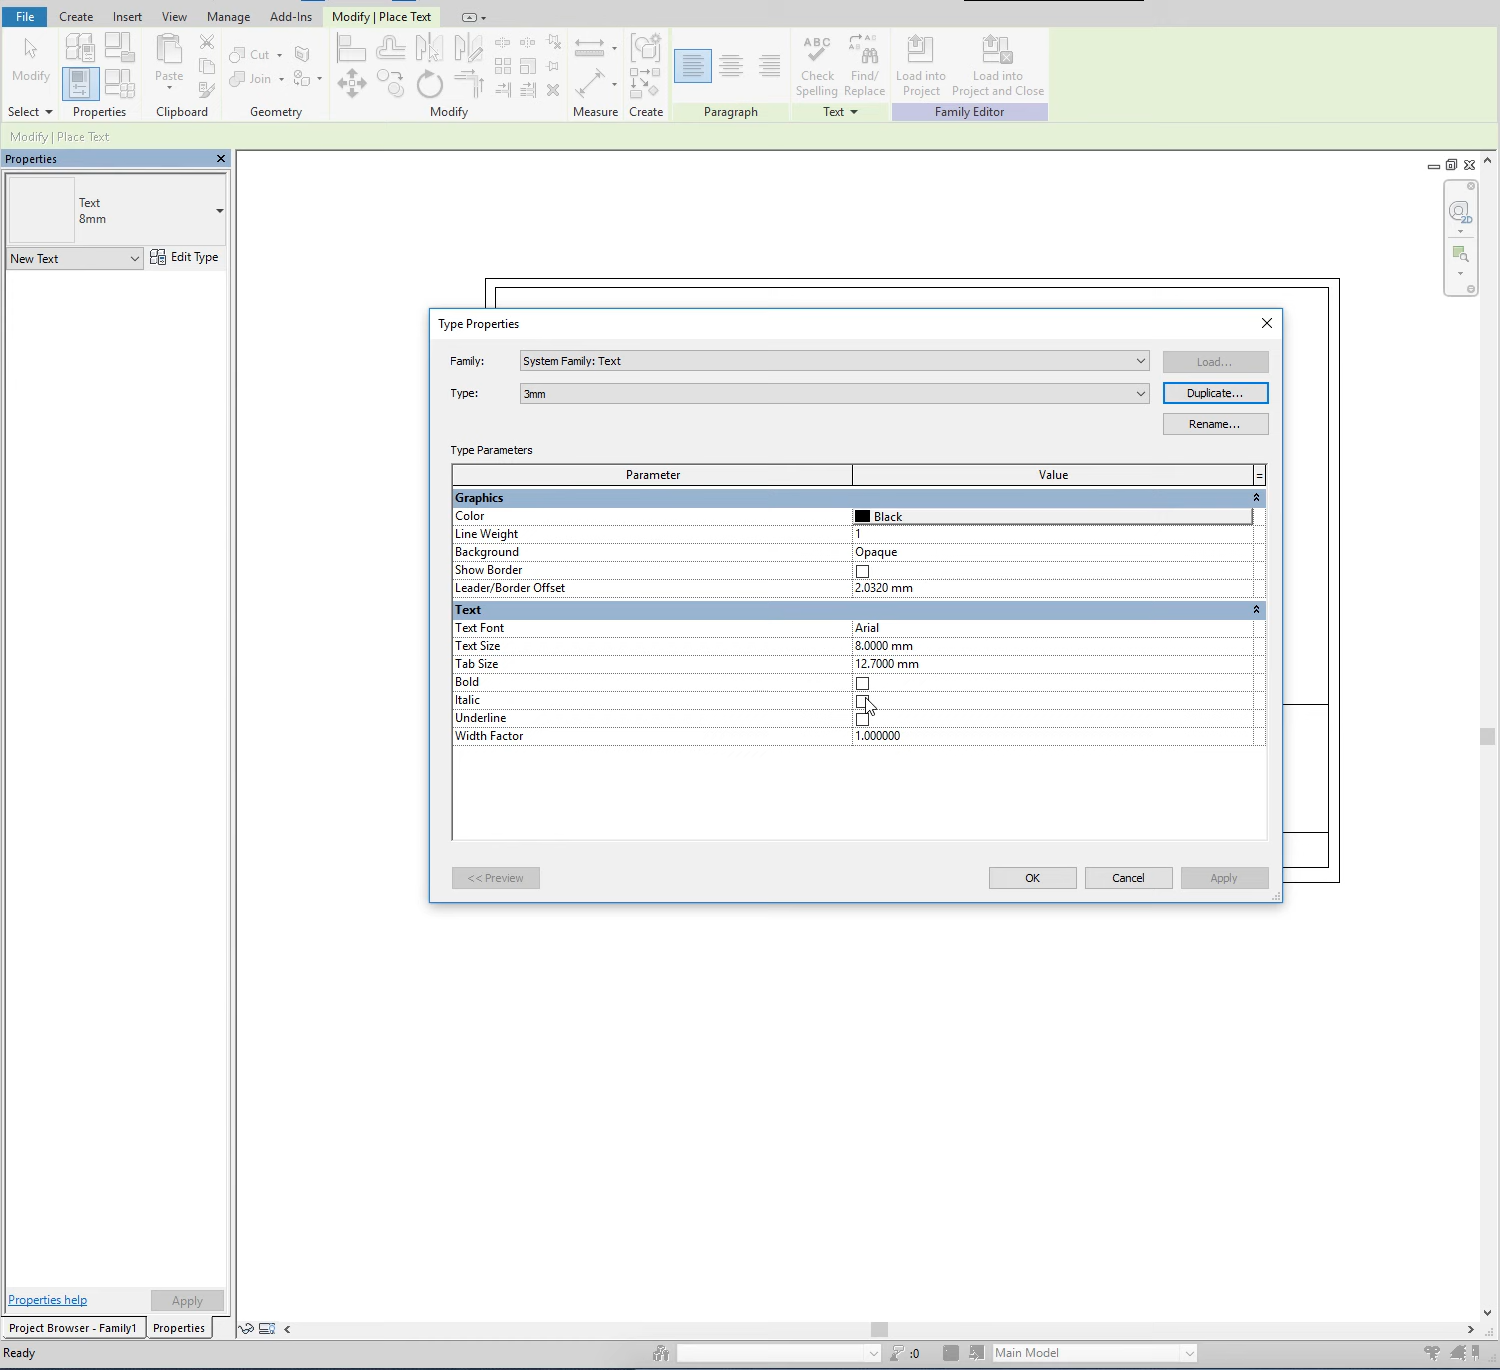 File Create Insert View Manage Add-Ins Modify | Place Text
Modify
Paste
Cut
Join
ABC
Check Spelling
Find/ Replace
Load into Project
Load into Project and Close
Select Properties Clipboard Geometry Modify Measure Create Paragraph Text Family Editor
Modify | Place Text
Properties
Text
8mm
New Text
Edit Type
2D
Type Properties
Family: System Family: Text Load...
Type: 3mm Duplicate...
Rename...
Type Parameters
Parameter Value =
Graphics
Color Black
Line Weight 1
Background Opaque
Show Border
Leader/Border Offset 2.0320 mm
Text
Text Font Arial
Text Size 8.0000 mm
Tab Size 12.7000 mm
Bold
Italic
Underline
Width Factor 1.000000
<< Preview OK Cancel Apply
Properties help Apply
Project Browser - Family1 Properties
Ready :0 Main Model